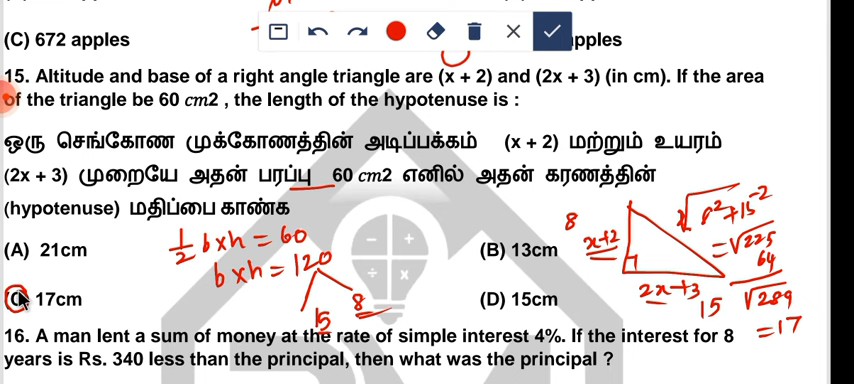 (C) 672 apples
pples
15. Altitude and base of a right angle triangle are (x + 2) and (2x + 3) (in cm). If the area
of the triangle be 60 cm2 , the length of the hypotenuse is :
ஒரு செங்கோண முக்கோணத்தின் அடிப்பக்கம் (x + 2) மற்றும் உயரம்
(2x + 3) முறையே அதன் பரப்பு 60 cm2 எனில் அதன் கரணத்தின்
(hypotenuse) மதிப்பை காண்க
(A) 21cm
½ b x h = 60
b x h = 120
15 8
(B) 13cm
8
x+2
2x+3
15
√8²+15²
=√225
64
√289
=17
(C) 17cm
(D) 15cm
16. A man lent a sum of money at the rate of simple interest 4%. If the interest for 8
years is Rs. 340 less than the principal, then what was the principal ?